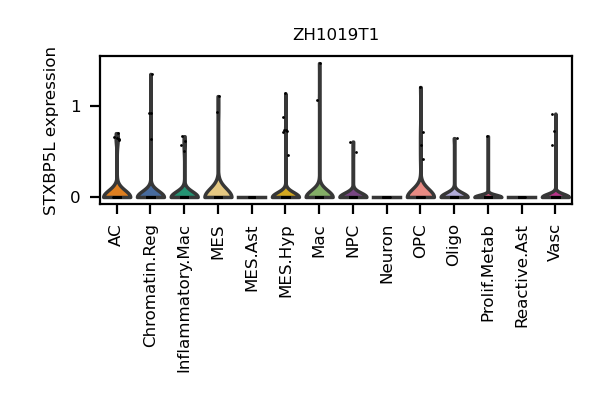 ZH1019T1
STXBP5L expression
1
0
AC
Chromatin.Reg
Inflammatory.Mac
MES
MES.Ast
MES.Hyp
Mac
NPC
Neuron
OPC
Oligo
Prolif.Metab
Reactive.Ast
Vasc